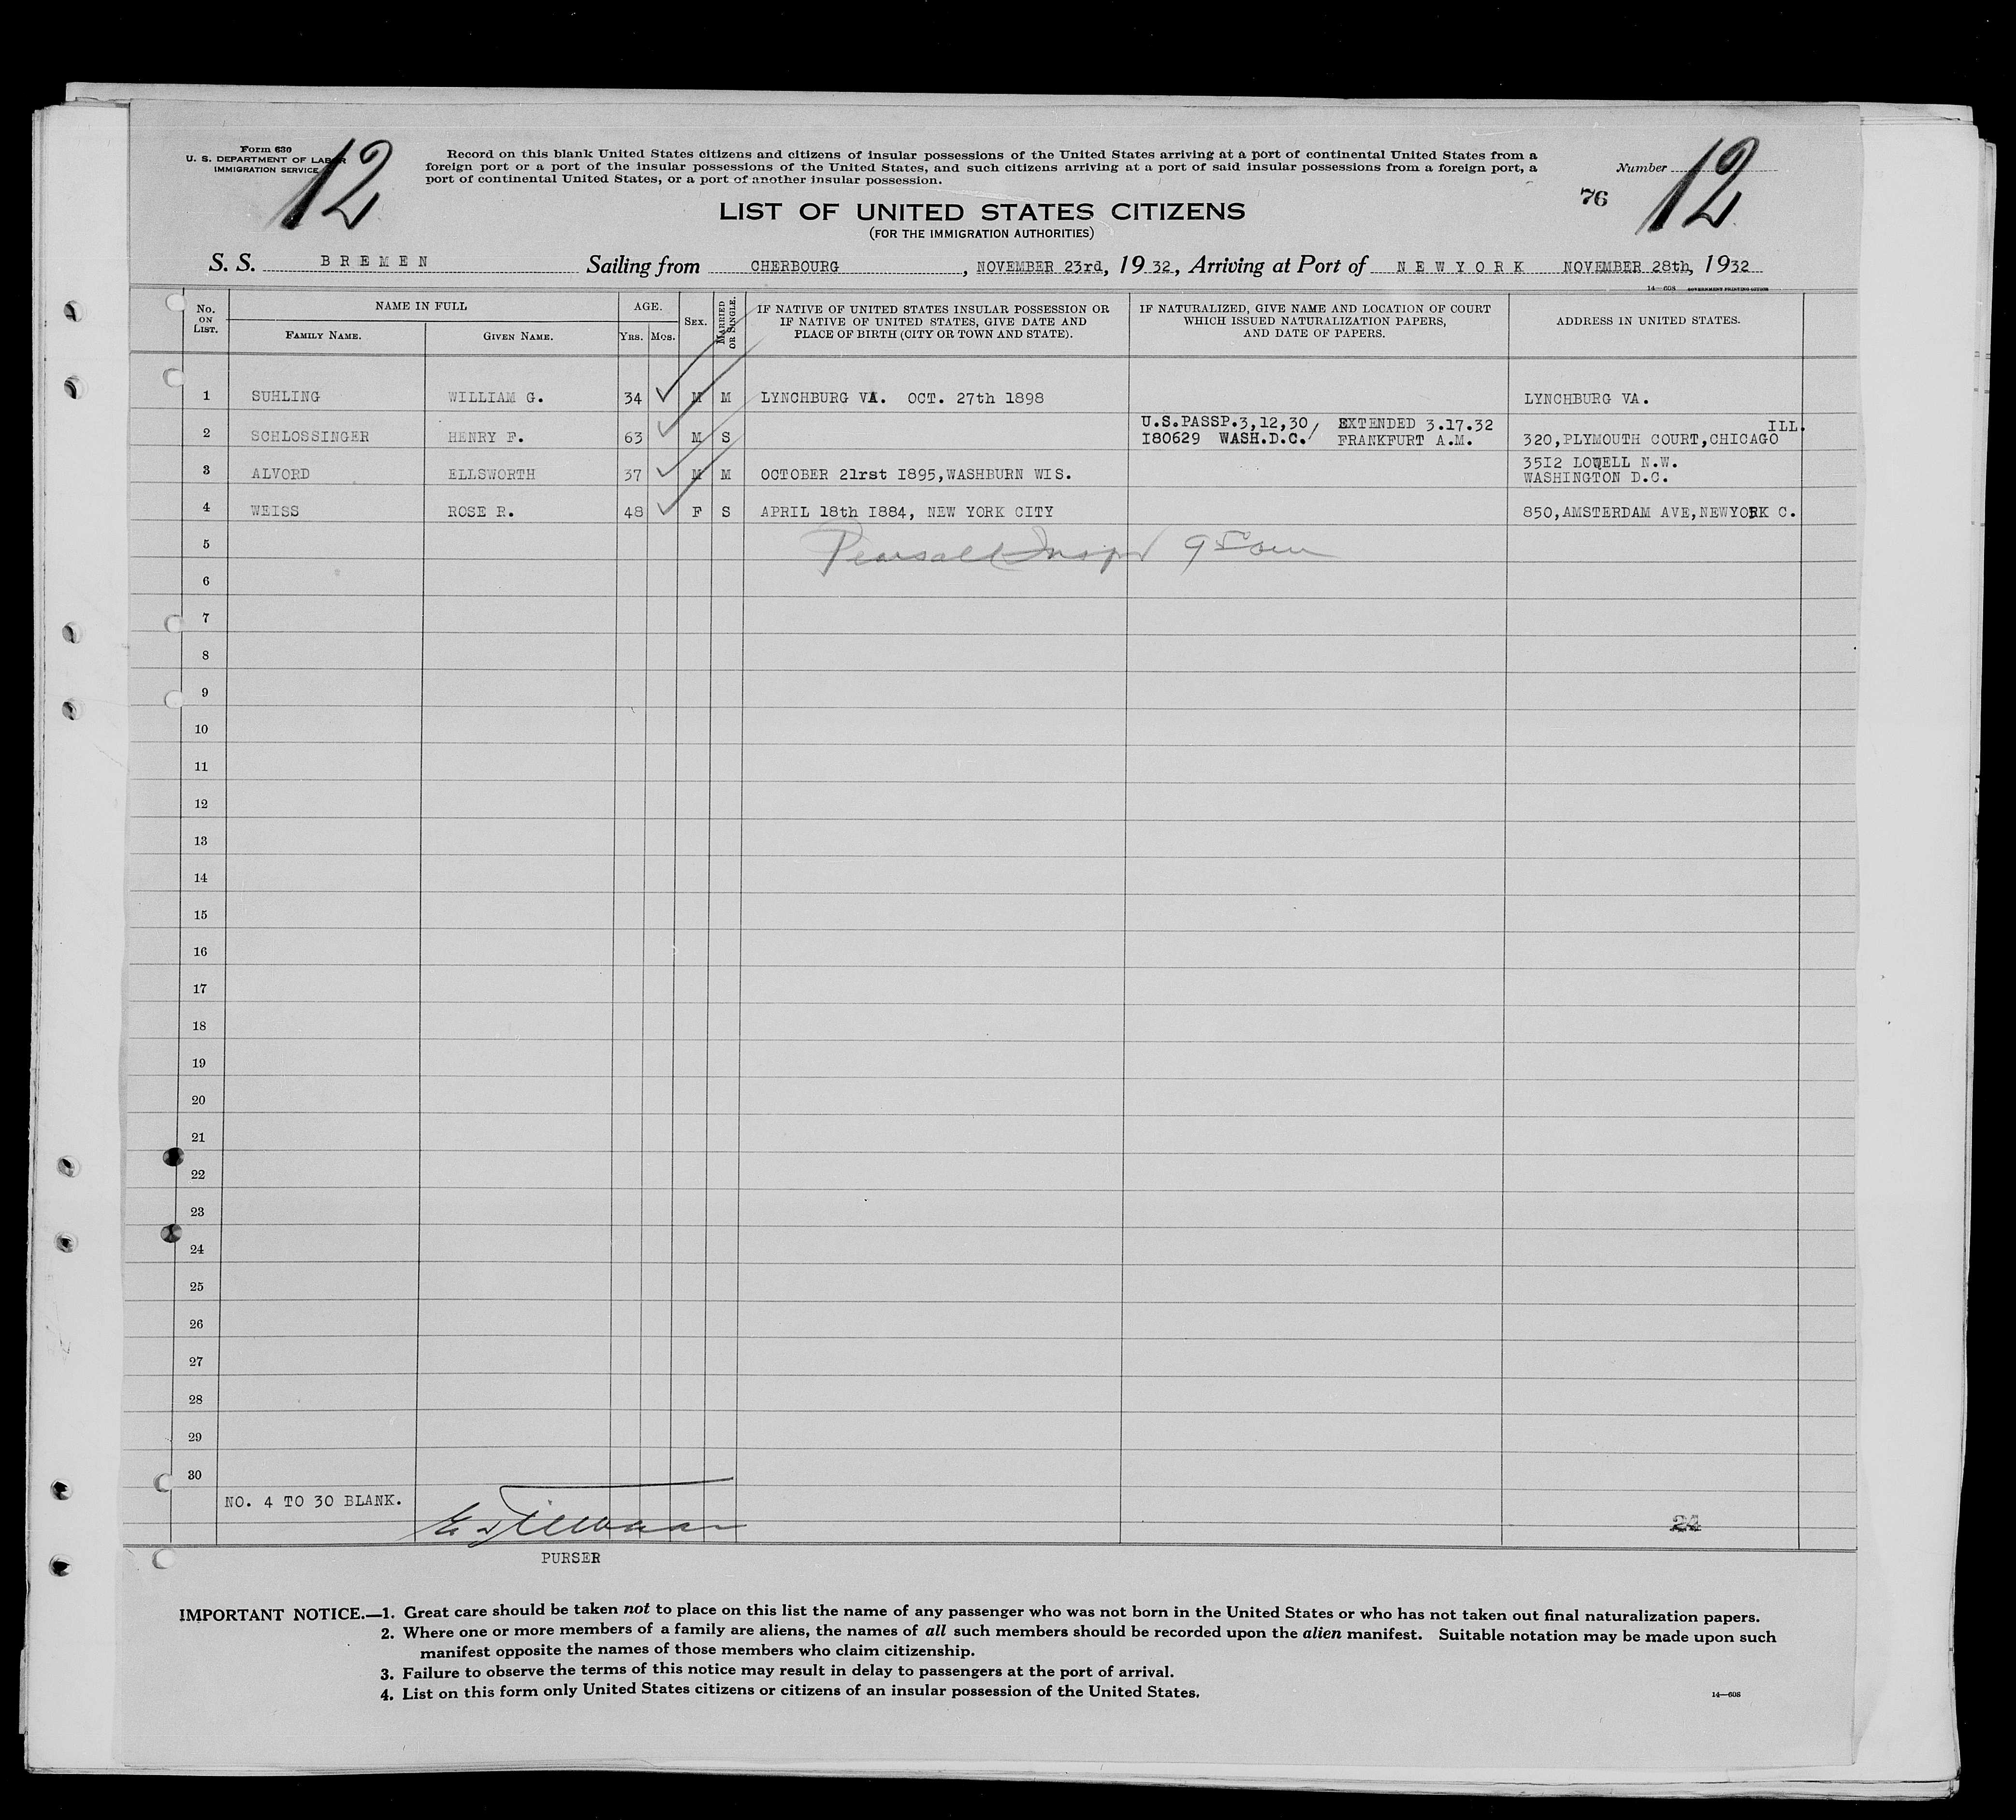 Form 630
U. S. DEPARTMENT OF LABOR
IMMIGRATION SERVICE
12
Record on this blank United States citizens and citizens of insular possessions of the United States arriving at a port of continental United States from a
foreign port or a port of the insular possessions of the United States, and such citizens arriving at a port of said insular possessions from a foreign port, a
port of continental United States, or a port of another insular possession.
Number 12
76
LIST OF UNITED STATES CITIZENS
(FOR THE IMMIGRATION AUTHORITIES)
S. S. BREMEN Sailing from CHERBOURG, NOVEMBER 23rd, 1932, Arriving at Port of NEWYORK NOVEMBER 28th, 1932
14—608 GOVERNMENT PRINTING OFFICE
No. ON LIST. NAME IN FULL FAMILY NAME. GIVEN NAME. AGE. YRS. MOS. SEX. MARRIED OR SINGLE. IF NATIVE OF UNITED STATES INSULAR POSSESSION OR IF NATIVE OF UNITED STATES, GIVE DATE AND PLACE OF BIRTH (CITY OR TOWN AND STATE). IF NATURALIZED, GIVE NAME AND LOCATION OF COURT WHICH ISSUED NATURALIZATION PAPERS, AND DATE OF PAPERS. ADDRESS IN UNITED STATES.
1 SUHLING WILLIAM G. 34 M M LYNCHBURG VA. OCT. 27th 1898 LYNCHBURG VA.
2 SCHLOSSINGER HENRY F. 63 M S U.S.PASSP.3,12,30/ EXTENDED 3.17.32 I80629 WASH.D.C. FRANKFURT A.M. 320,PLYMOUTH COURT,CHICAGO ILL.
3 ALVORD ELLSWORTH 37 M M OCTOBER 21rst I895,WASHBURN WIS. 35I2 LOWELL N.W. WASHINGTON D.C.
4 WEISS ROSE R. 48 F S APRIL 18th I884, NEW YORK CITY 850,AMSTERDAM AVE,NEWYORK C.
5 Pearsall Inspr 950am
6
7
8
9
10
11
12
13
14
15
16
17
18
19
20
21
22
23
24
25
26
27
28
29
30
NO. 4 TO 30 BLANK.
24
PURSER
IMPORTANT NOTICE.—1. Great care should be taken not to place on this list the name of any passenger who was not born in the United States or who has not taken out final naturalization papers.
2. Where one or more members of a family are aliens, the names of all such members should be recorded upon the alien manifest. Suitable notation may be made upon such
manifest opposite the names of those members who claim citizenship.
3. Failure to observe the terms of this notice may result in delay to passengers at the port of arrival.
4. List on this form only United States citizens or citizens of an insular possession of the United States.
14—608